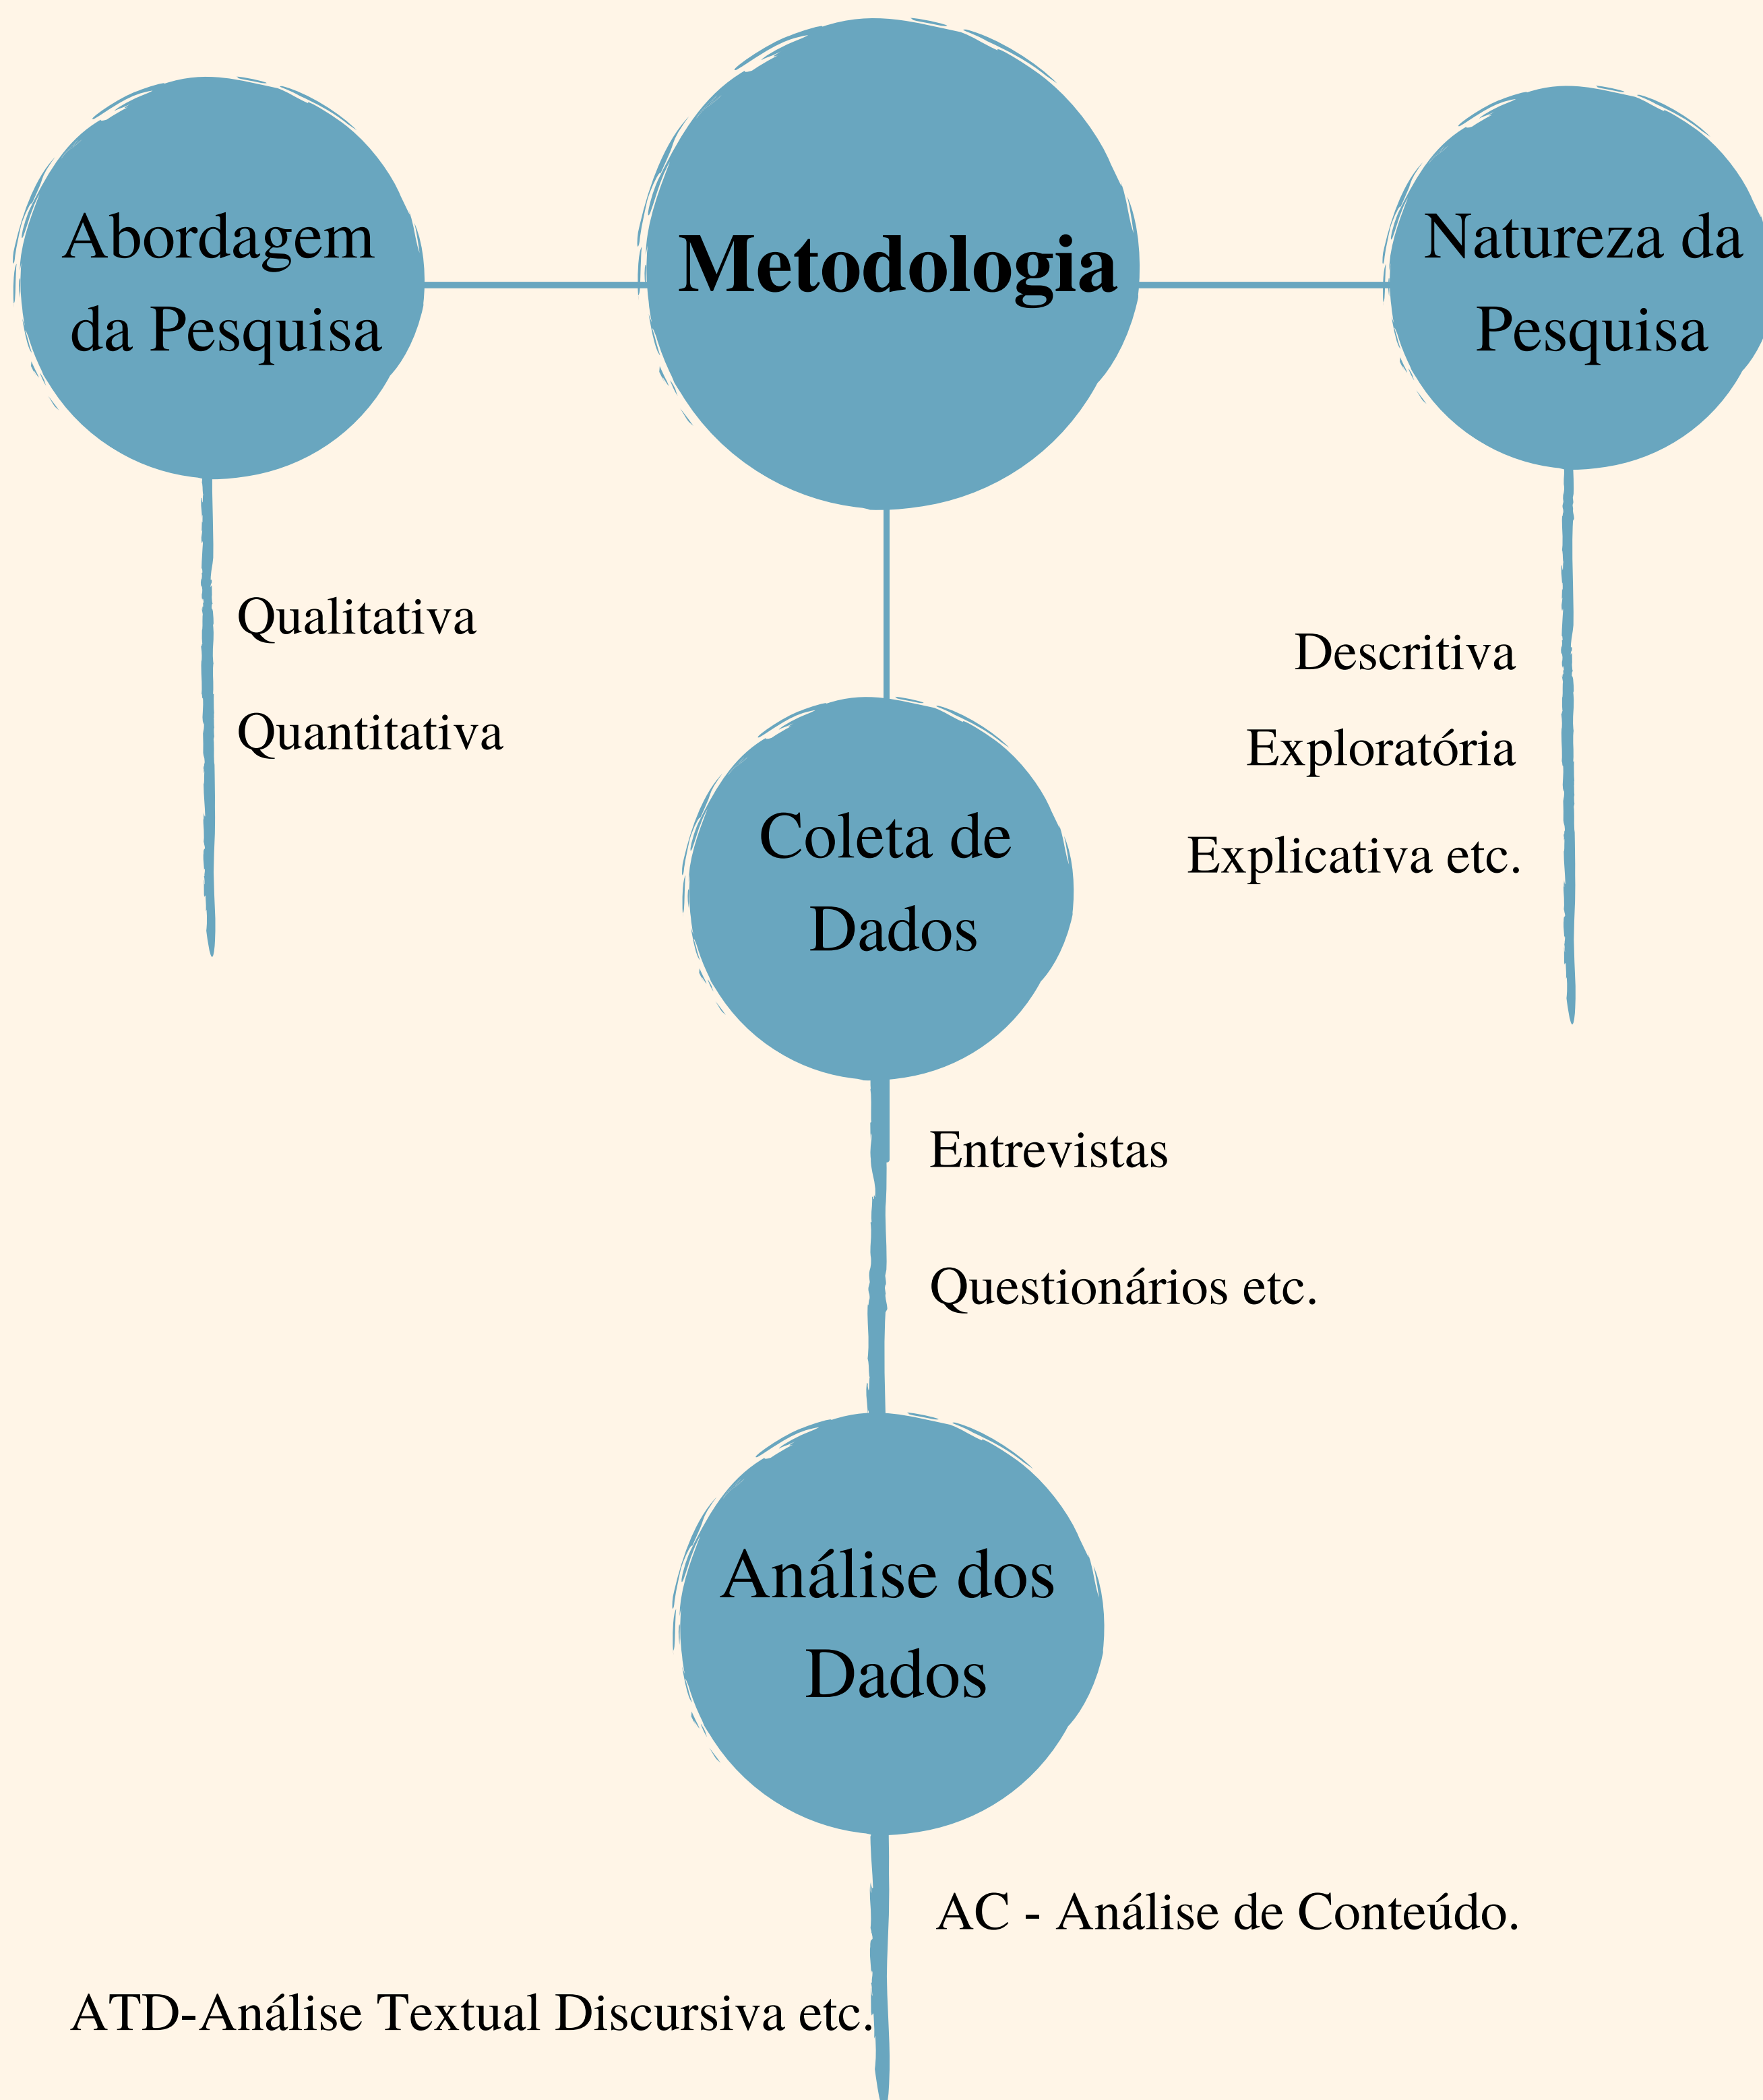 Metodologia
Abordagem
da Pesquisa
Qualitativa
Quantitativa
Natureza da
Pesquisa
Descritiva
Exploratória
Explicativa etc.
Coleta de
Dados
Entrevistas
Questionários etc.
Análise dos
Dados
AC - Análise de Conteúdo.
ATD-Análise Textual Discursiva etc.